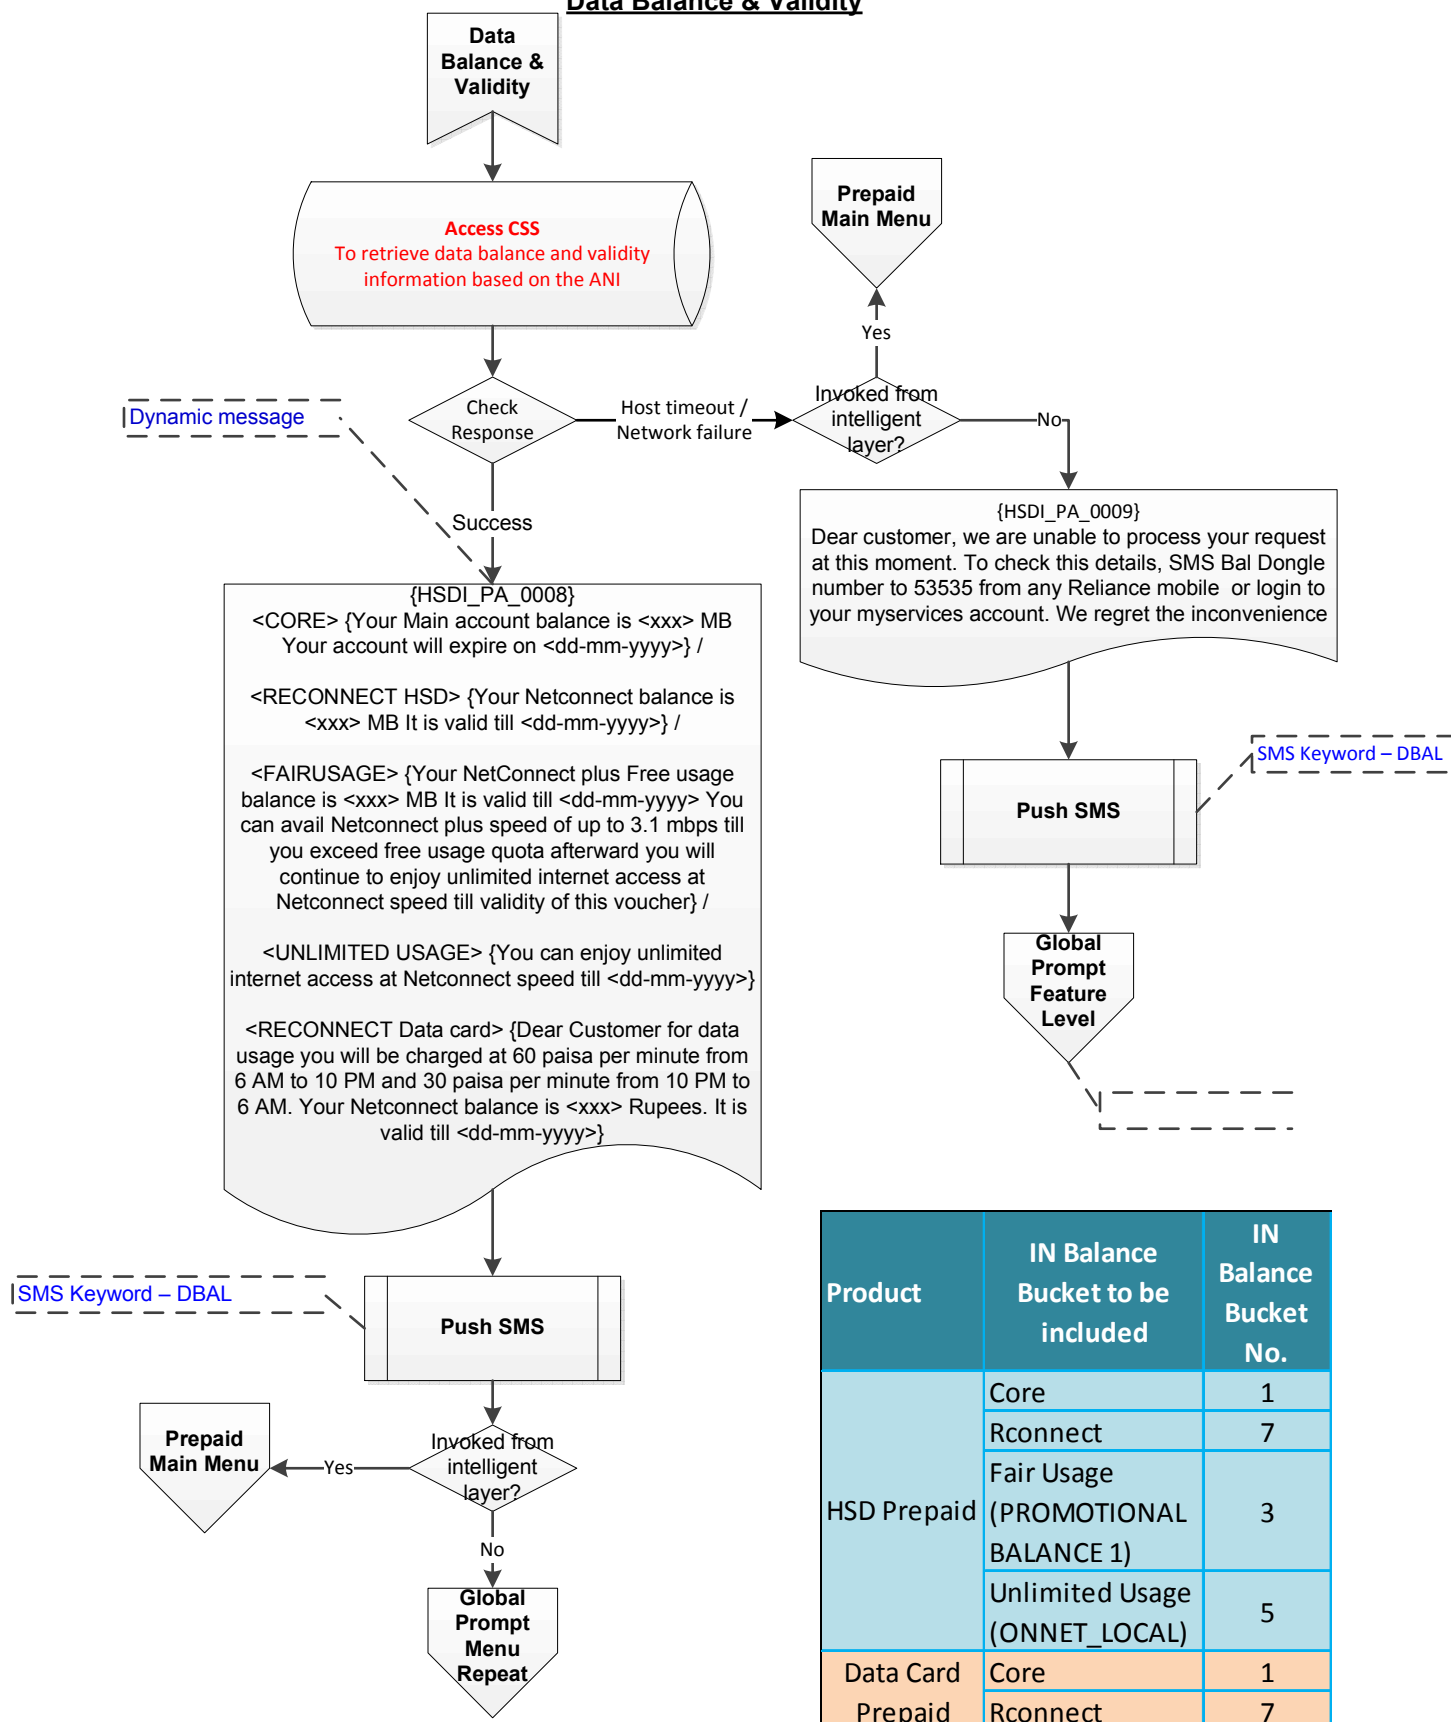 Data Balance & Validity
Data
Balance &
Validity
Access CSS
To retrieve data balance and validity
information based on the ANI
Prepaid
Main Menu
Yes
Dynamic message
Check
Response
Host timeout /
Network failure
Invoked from
intelligent
layer?
No
Success
{HSDI_PA_0009}
Dear customer, we are unable to process your request
at this moment. To check this details, SMS Bal Dongle
number to 53535 from any Reliance mobile  or login to
your myservices account. We regret the inconvenience
{HSDI_PA_0008}
<CORE> {Your Main account balance is <xxx> MB
Your account will expire on <dd-mm-yyyy>} /
<RECONNECT HSD> {Your Netconnect balance is
<xxx> MB It is valid till <dd-mm-yyyy>} /
<FAIRUSAGE> {Your NetConnect plus Free usage
balance is <xxx> MB It is valid till <dd-mm-yyyy> You
can avail Netconnect plus speed of up to 3.1 mbps till
you exceed free usage quota afterward you will
continue to enjoy unlimited internet access at
Netconnect speed till validity of this voucher} /
<UNLIMITED USAGE> {You can enjoy unlimited
internet access at Netconnect speed till <dd-mm-yyyy>}
<RECONNECT Data card> {Dear Customer for data
usage you will be charged at 60 paisa per minute from
6 AM to 10 PM and 30 paisa per minute from 10 PM to
6 AM. Your Netconnect balance is <xxx> Rupees. It is
valid till <dd-mm-yyyy>}
SMS Keyword – DBAL
Push SMS
Global
Prompt
Feature
Level
SMS Keyword – DBAL
Push SMS
Prepaid
Main Menu
Yes
Invoked from
intelligent
layer?
No
Global
Prompt
Menu
Repeat
Product
IN Balance
Bucket to be
included
IN
Balance
Bucket
No.
HSD Prepaid
Core 1
Rconnect 7
Fair Usage
(PROMOTIONAL
BALANCE 1)
3
Unlimited Usage
(ONNET_LOCAL)
5
Data Card
Prepaid
Core 1
Rconnect 7